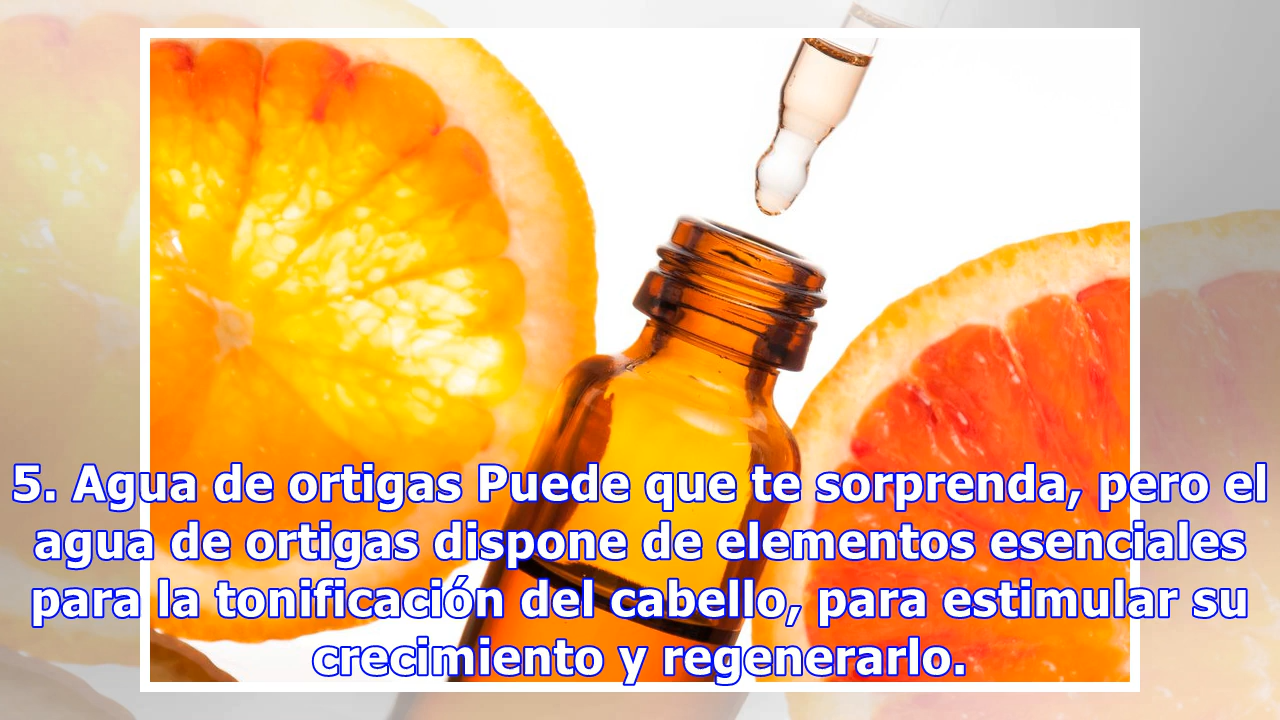 5. Agua de ortigas Puede que te sorprenda, pero el
agua de ortigas dispone de elementos esenciales
para la tonificación del cabello, para estimular su
crecimiento y regenerarlo.